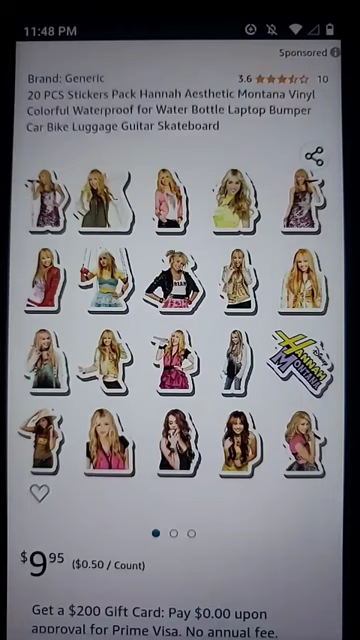 11:48 PM
Sponsored
Brand: Generic
3.6
10
20 PCS Stickers Pack Hannah Aesthetic Montana Vinyl
Colorful Waterproof for Water Bottle Laptop Bumper
Car Bike Luggage Guitar Skateboard
Disney
HANNAH
MONTANA
$9.95 ($0.50 / Count)
Get a $200 Gift Card: Pay $0.00 upon
approval for Prime Visa. No annual fee.